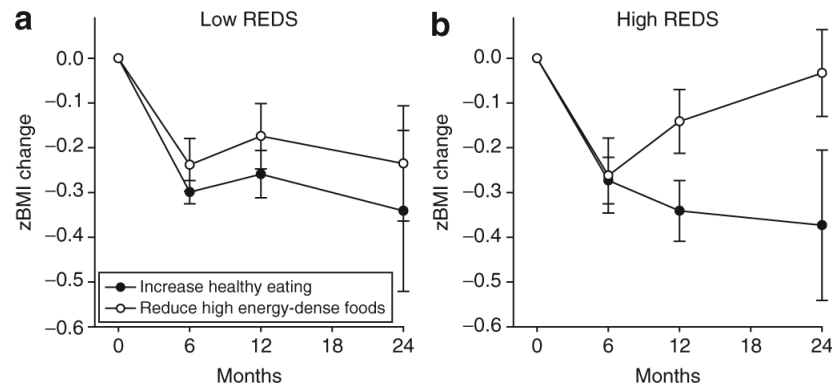 a
Low REDS
zBMI change
0.0
−0.1
−0.2
−0.3
−0.4
−0.5
−0.6
Increase healthy eating
Reduce high energy-dense foods
0 6 12 18 24
Months
b
High REDS
zBMI change
0.0
−0.1
−0.2
−0.3
−0.4
−0.5
−0.6
0 6 12 18 24
Months